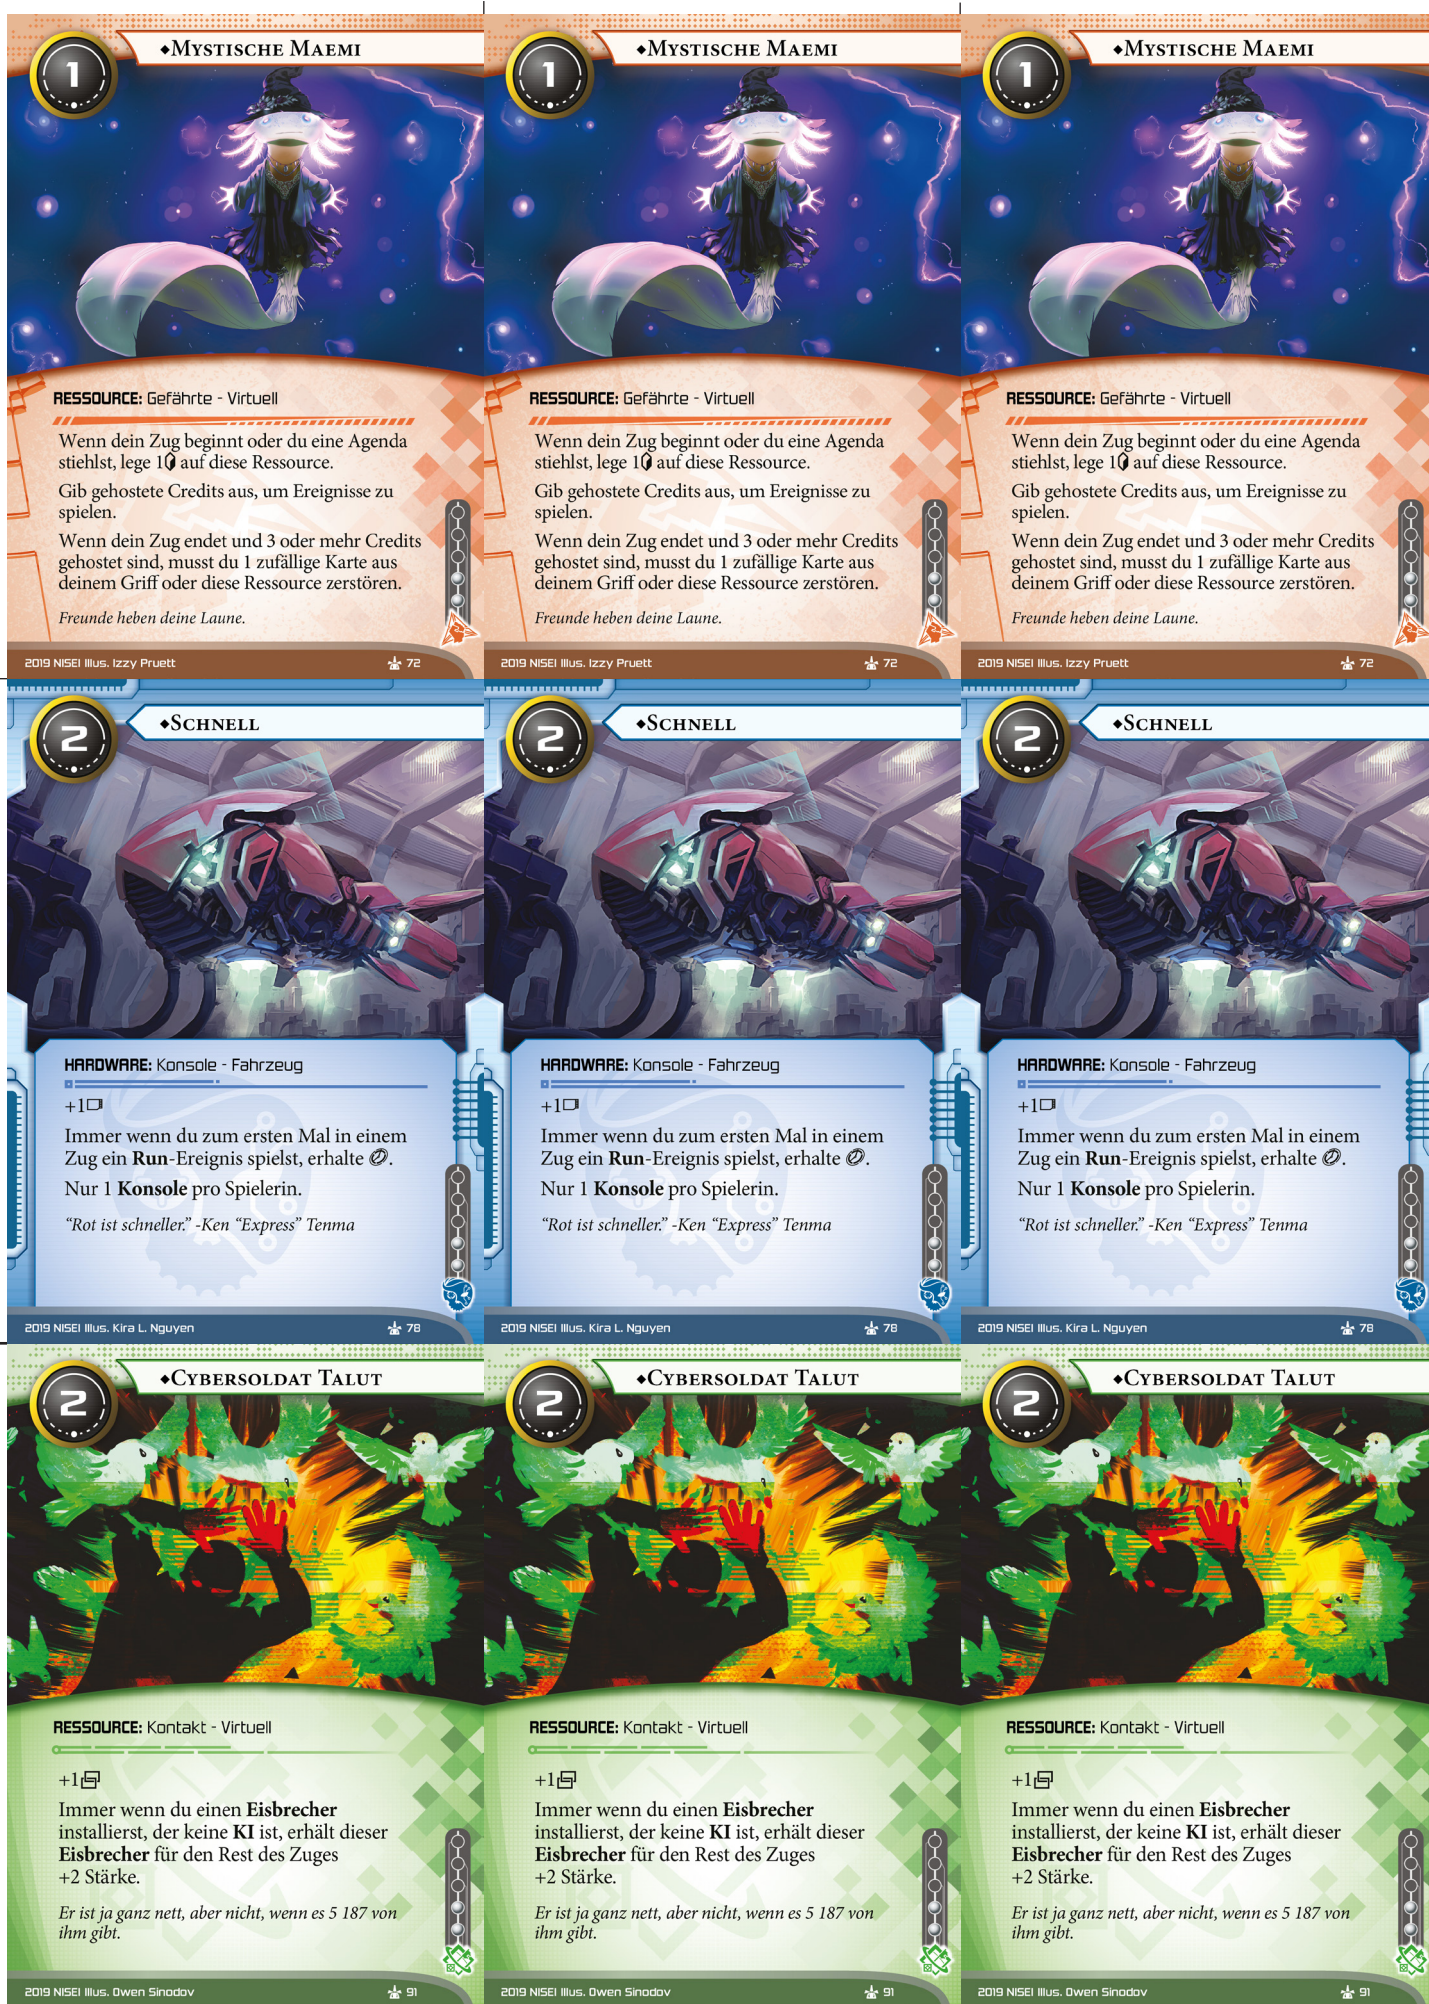 ◆Mystische Maemi
1
RESSOURCE: Gefährte - Virtuell
Wenn dein Zug beginnt oder du eine Agenda
stiehlst, lege 1 auf diese Ressource.
Gib gehostete Credits aus, um Ereignisse zu
spielen.
Wenn dein Zug endet und 3 oder mehr Credits
gehostet sind, musst du 1 zufällige Karte aus
deinem Griff oder diese Ressource zerstören.
Freunde heben deine Laune.
2019 NISEI Illus. Izzy Pruett 72
◆Mystische Maemi
1
RESSOURCE: Gefährte - Virtuell
Wenn dein Zug beginnt oder du eine Agenda
stiehlst, lege 1 auf diese Ressource.
Gib gehostete Credits aus, um Ereignisse zu
spielen.
Wenn dein Zug endet und 3 oder mehr Credits
gehostet sind, musst du 1 zufällige Karte aus
deinem Griff oder diese Ressource zerstören.
Freunde heben deine Laune.
2019 NISEI Illus. Izzy Pruett 72
◆Mystische Maemi
1
RESSOURCE: Gefährte - Virtuell
Wenn dein Zug beginnt oder du eine Agenda
stiehlst, lege 1 auf diese Ressource.
Gib gehostete Credits aus, um Ereignisse zu
spielen.
Wenn dein Zug endet und 3 oder mehr Credits
gehostet sind, musst du 1 zufällige Karte aus
deinem Griff oder diese Ressource zerstören.
Freunde heben deine Laune.
2019 NISEI Illus. Izzy Pruett 72
◆Schnell
2
HARDWARE: Konsole - Fahrzeug
+1
Immer wenn du zum ersten Mal in einem
Zug ein Run-Ereignis spielst, erhalte .
Nur 1 Konsole pro Spielerin.
“Rot ist schneller.” -Ken “Express” Tenma
2019 NISEI Illus. Kira L. Nguyen 78
◆Schnell
2
HARDWARE: Konsole - Fahrzeug
+1
Immer wenn du zum ersten Mal in einem
Zug ein Run-Ereignis spielst, erhalte .
Nur 1 Konsole pro Spielerin.
“Rot ist schneller.” -Ken “Express” Tenma
2019 NISEI Illus. Kira L. Nguyen 78
◆Schnell
2
HARDWARE: Konsole - Fahrzeug
+1
Immer wenn du zum ersten Mal in einem
Zug ein Run-Ereignis spielst, erhalte .
Nur 1 Konsole pro Spielerin.
“Rot ist schneller.” -Ken “Express” Tenma
2019 NISEI Illus. Kira L. Nguyen 78
◆Cybersoldat Talut
2
RESSOURCE: Kontakt - Virtuell
+1
Immer wenn du einen Eisbrecher
installierst, der keine KI ist, erhält dieser
Eisbrecher für den Rest des Zuges
+2 Stärke.
Er ist ja ganz nett, aber nicht, wenn es 5 187 von
ihm gibt.
2019 NISEI Illus. Owen Sinodov 91
◆Cybersoldat Talut
2
RESSOURCE: Kontakt - Virtuell
+1
Immer wenn du einen Eisbrecher
installierst, der keine KI ist, erhält dieser
Eisbrecher für den Rest des Zuges
+2 Stärke.
Er ist ja ganz nett, aber nicht, wenn es 5 187 von
ihm gibt.
2019 NISEI Illus. Owen Sinodov 91
◆Cybersoldat Talut
2
RESSOURCE: Kontakt - Virtuell
+1
Immer wenn du einen Eisbrecher
installierst, der keine KI ist, erhält dieser
Eisbrecher für den Rest des Zuges
+2 Stärke.
Er ist ja ganz nett, aber nicht, wenn es 5 187 von
ihm gibt.
2019 NISEI Illus. Owen Sinodov 91